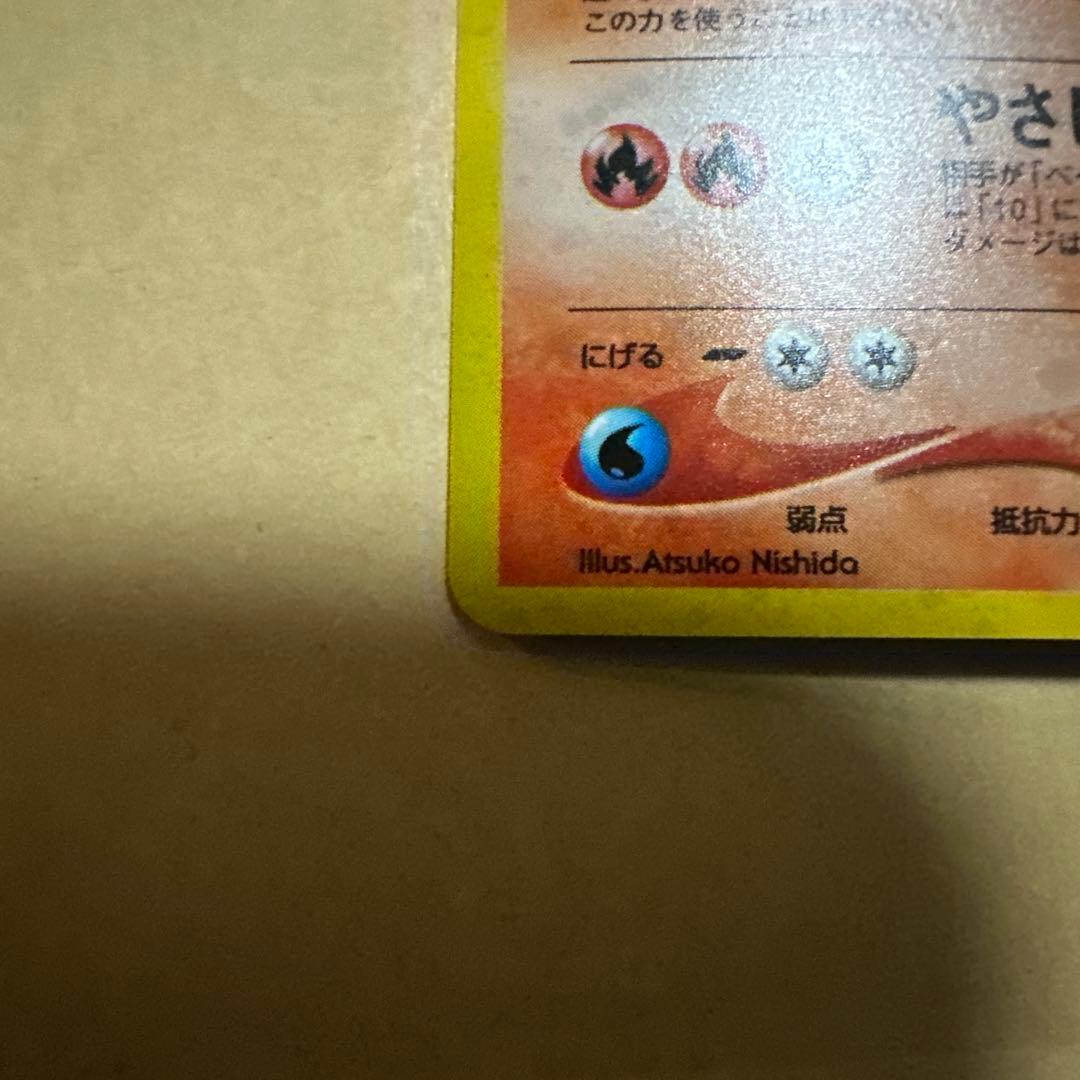 この力を使うことはできない。
やさし
相手が「ベ
は「10」に
ダメージは
にげる
弱点
抵抗力
Illus.Atsuko Nishida